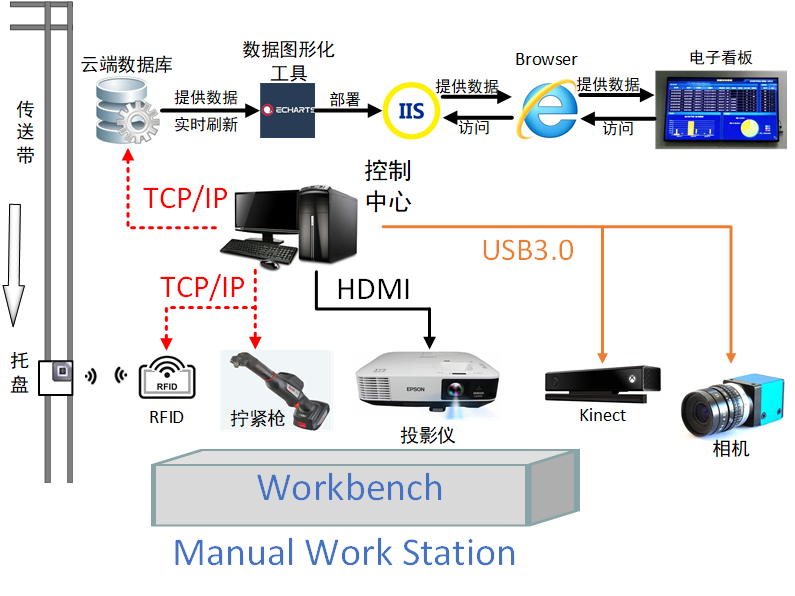 云端数据库
数据图形化
工具
Browser
电子看板
传送带
提供数据
实时刷新
ECHARTS
部署
IIS
提供数据
访问
提供数据
访问
TCP/IP
控制
中心
USB3.0
TCP/IP
HDMI
托盘
RFID
RFID
拧紧枪
EPSON
投影仪
Kinect
相机
Workbench
Manual Work Station